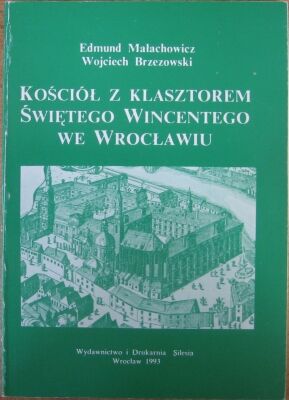 Edmund Małachowicz
Wojciech Brzezowski
KOŚCIÓŁ Z KLASZTOREM
ŚWIĘTEGO WINCENTEGO
WE WROCŁAWIU
Wydawnictwo i Drukarnia Silesia
Wrocław 1993